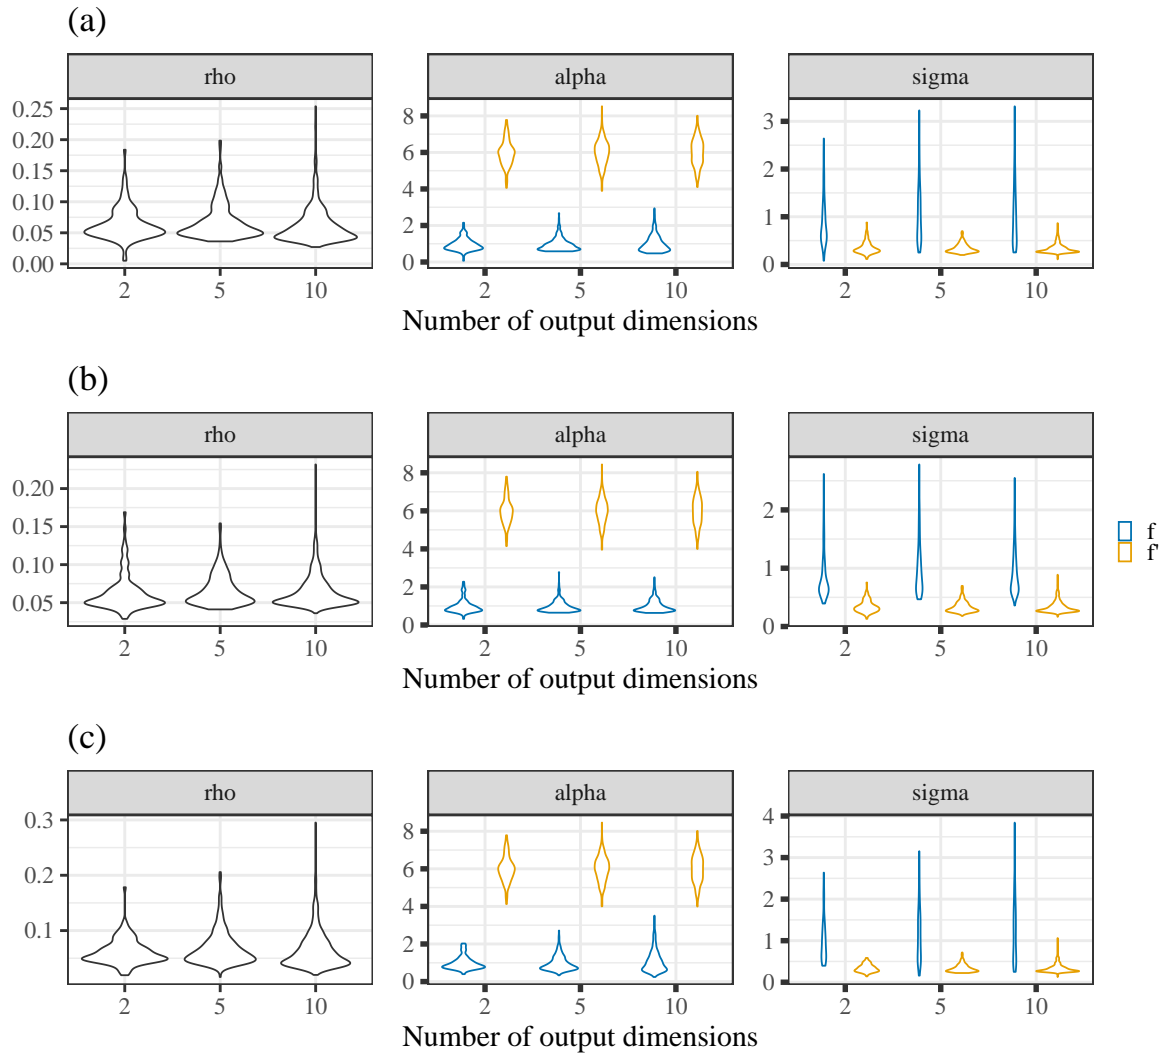 (a)
rho alpha sigma
0.25 0.20 0.15 0.10 0.05 0.00
8 6 4 2 0
3 2 1 0
2 5 10 2 5 10 2 5 10
Number of output dimensions
(b)
rho alpha sigma
0.20 0.15 0.10 0.05
8 6 4 2 0
2 1 0
f
f'
2 5 10 2 5 10 2 5 10
Number of output dimensions
(c)
rho alpha sigma
0.3 0.2 0.1
8 6 4 2 0
4 3 2 1 0
2 5 10 2 5 10 2 5 10
Number of output dimensions